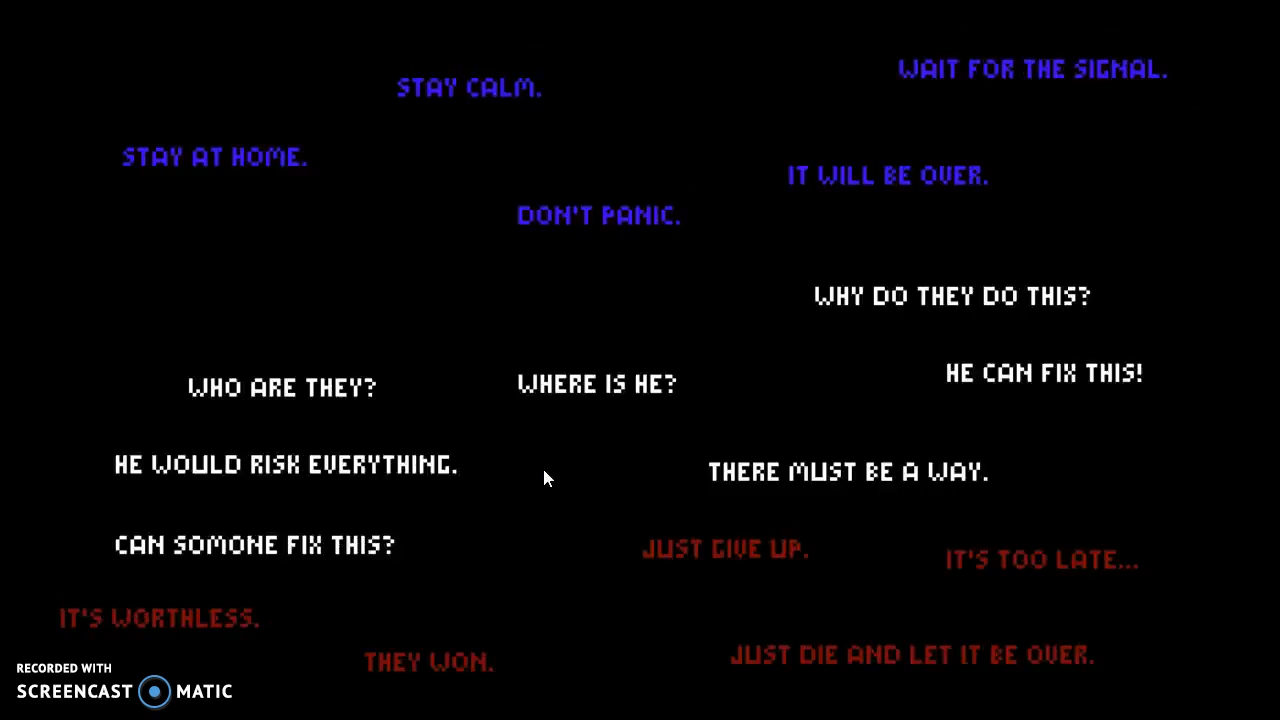 WAIT FOR THE SIGNAL.
STAY CALM.
STAY AT HOME.
IT WILL BE OVER.
DON'T PANIC.
WHY DO THEY DO THIS?
HE CAN FIX THIS!
WHO ARE THEY?
WHERE IS HE?
HE WOULD RISK EVERYTHING.
THERE MUST BE A WAY.
CAN SOMONE FIX THIS?
JUST GIVE UP.
IT'S TOO LATE...
IT'S WORTHLESS.
THEY WON.
JUST DIE AND LET IT BE OVER.
RECORDED WITH
SCREENCAST MATIC